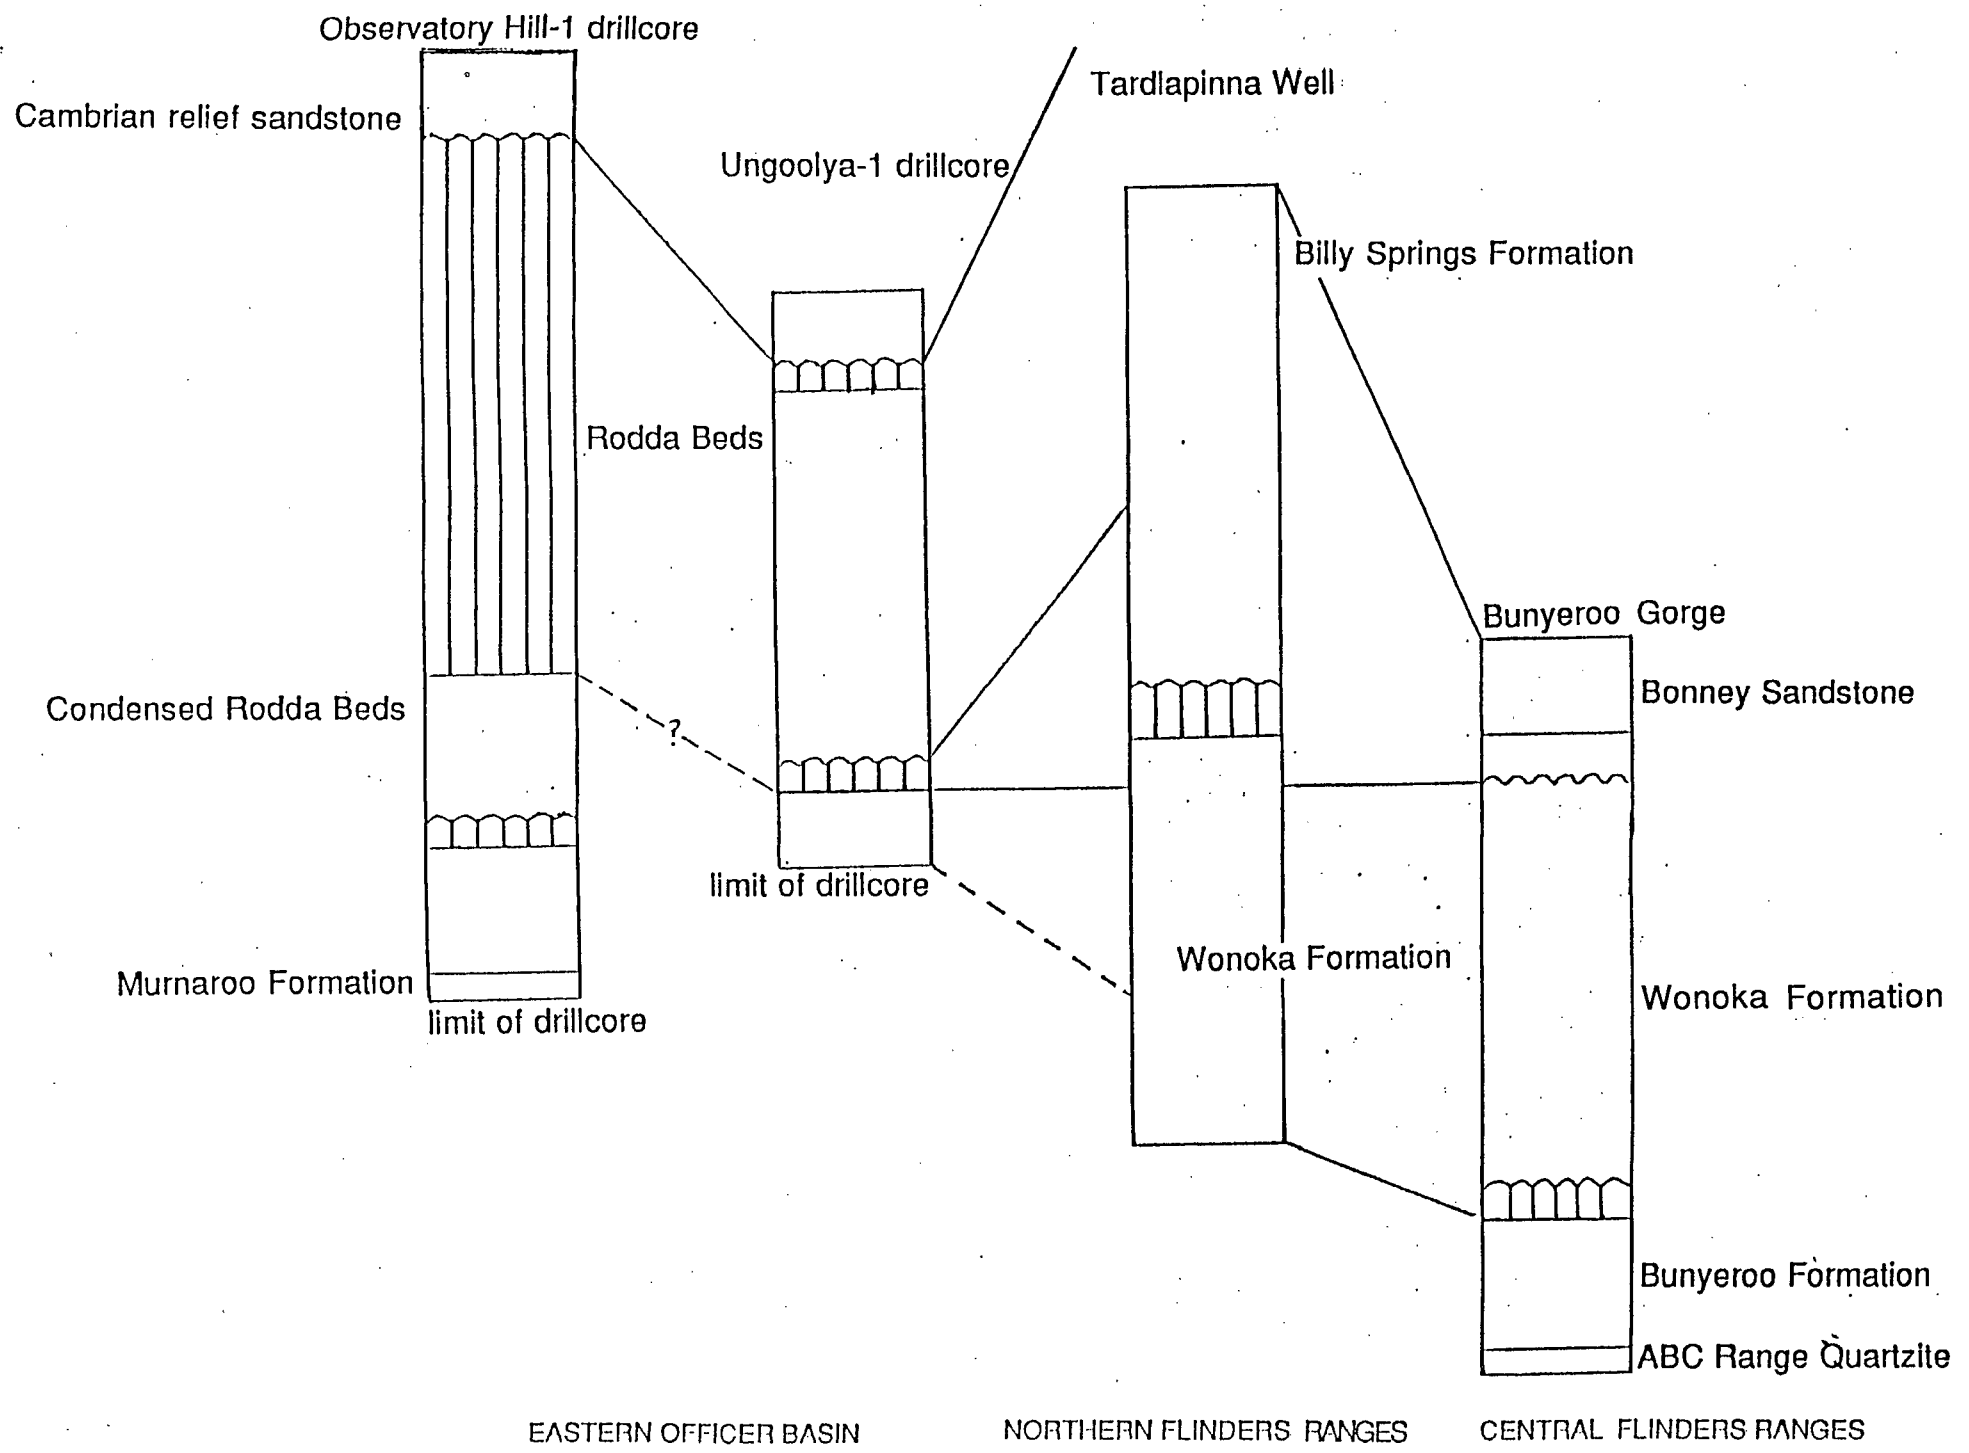 Observatory Hill-1 drillcore
Cambrian relief sandstone
Tardlapinna Well
Ungoolya-1 drillcore
Billy Springs Formation
Rodda Beds
Bunyeroo Gorge
Bonney Sandstone
Condensed Rodda Beds
?
limit of drillcore
Wonoka Formation
Murnaroo Formation
Wonoka Formation
limit of drillcore
Bunyeroo Formation
ABC Range Quartzite
EASTERN OFFICER BASIN
NORTHERN FLINDERS RANGES
CENTRAL FLINDERS RANGES